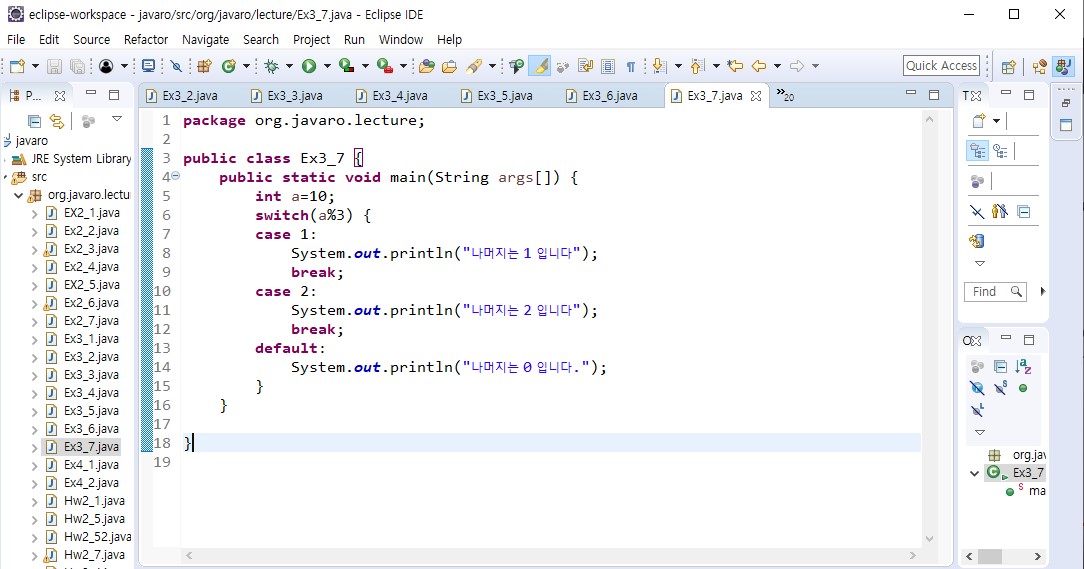 eclipse-workspace - javaro/src/org/javaro/lecture/Ex3_7.java - Eclipse IDE
File Edit Source Refactor Navigate Search Project Run Window Help
Quick Access
P...
Ex3_2.java Ex3_3.java Ex3_4.java Ex3_5.java Ex3_6.java Ex3_7.java »20
javaro
JRE System Library
src
org.javaro.lectu
EX2_1.java
Ex2_2.java
Ex2_3.java
Ex2_4.java
EX2_5.java
Ex2_6.java
Ex2_7.java
Ex3_1.java
Ex3_2.java
Ex3_3.java
Ex3_4.java
Ex3_5.java
Ex3_6.java
Ex3_7.java
Ex4_1.java
Ex4_2.java
Hw2_1.java
Hw2_5.java
Hw2_52.java
Hw2_7.java
1 package org.javaro.lecture;
2
3 public class Ex3_7 {
4 public static void main(String args[]) {
5 int a=10;
6 switch(a%3) {
7 case 1:
8 System.out.println("나머지는 1 입니다");
9 break;
10 case 2:
11 System.out.println("나머지는 2 입니다");
12 break;
13 default:
14 System.out.println("나머지는 0 입니다.");
15 }
16 }
17
18 }
19
T
Find
O
org.jav
Ex3_7
ma